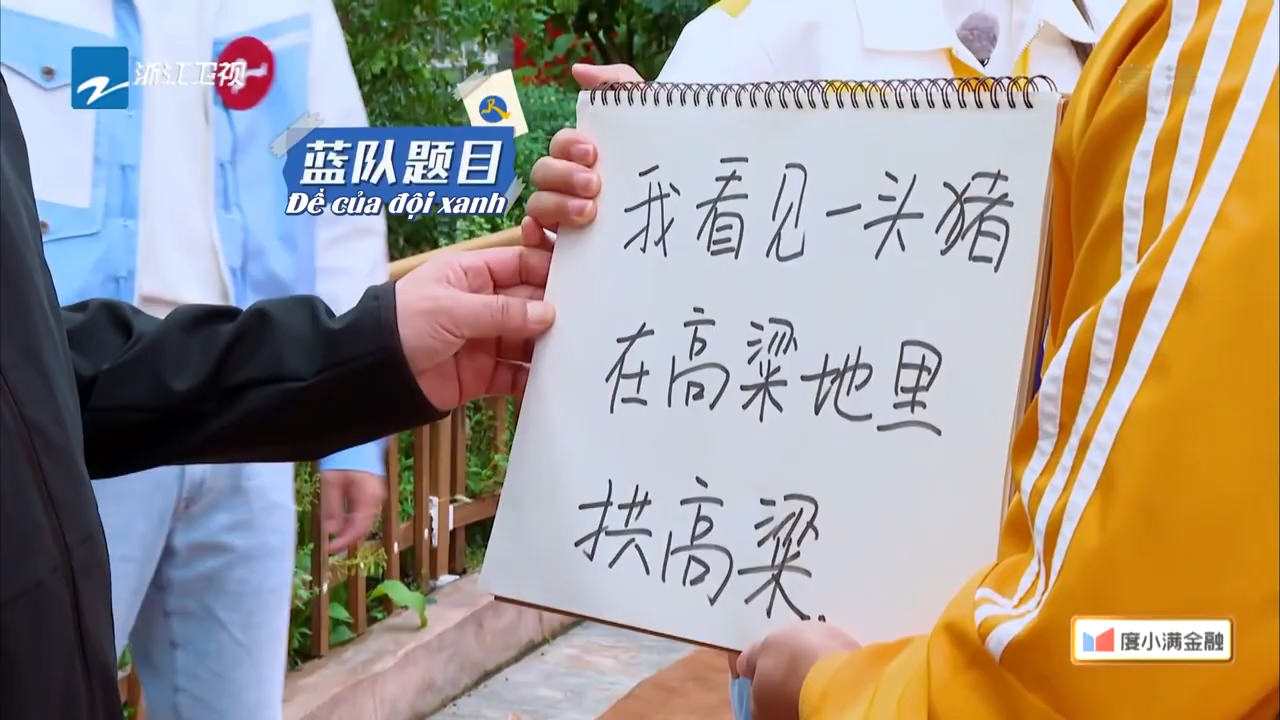 浙江卫视
R
蓝队题目
Đề của đội xanh
我看见一头猪
在高粱地里
拱高粱.
度小满金融